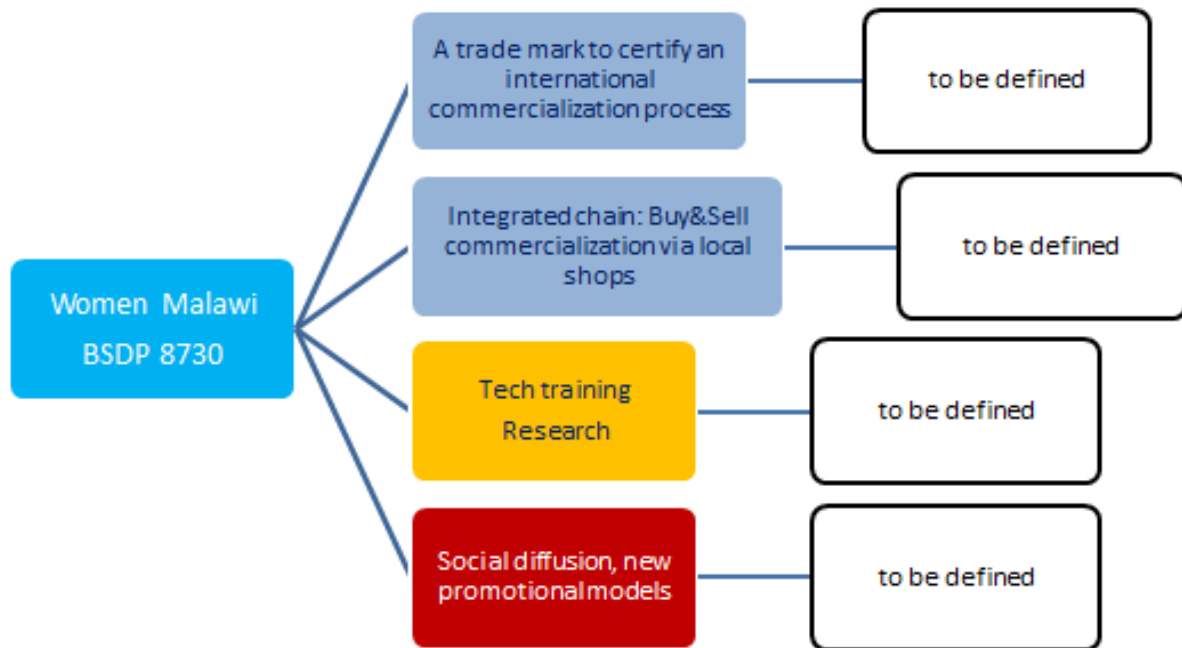 A trade mark to certify an
international
commercialization process
to be defined
Integrated chain: Buy&Sell
commercialization via local
shops
to be defined
Women Malawi
BSDP 8730
Tech training
Research
to be defined
Social diffusion, new
promotional models
to be defined